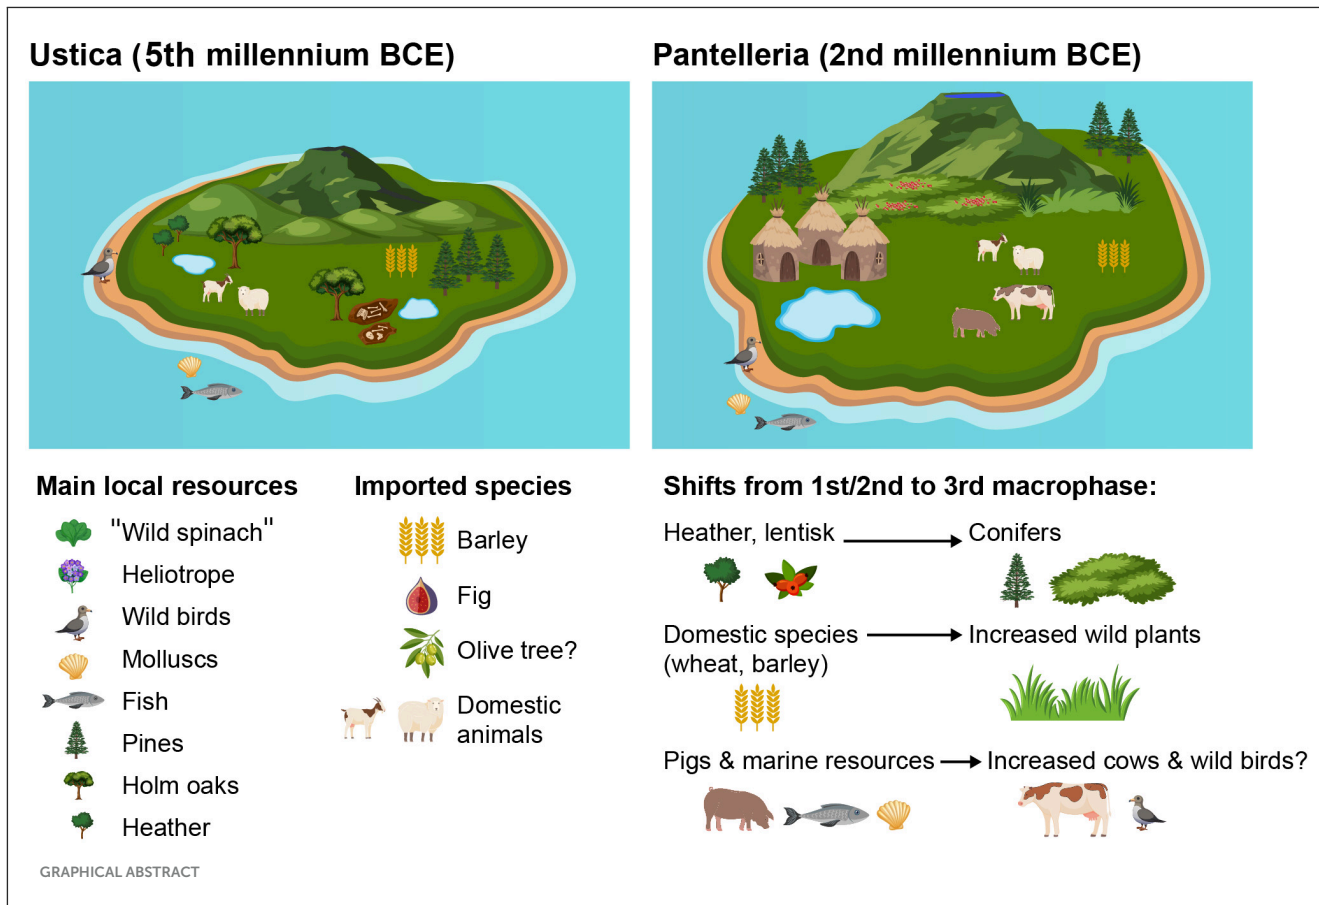 Ustica (5th millennium BCE)
Pantelleria (2nd millennium BCE)
Main local resources
"Wild spinach"
Heliotrope
Wild birds
Molluscs
Fish
Pines
Holm oaks
Heather
Imported species
Barley
Fig
Olive tree?
Domestic
animals
Shifts from 1st/2nd to 3rd macrophase:
Heather, lentisk
Conifers
Domestic species
(wheat, barley)
Increased wild plants
Pigs & marine resources
Increased cows & wild birds?
GRAPHICAL ABSTRACT